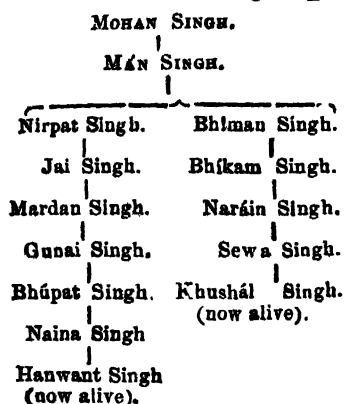 MOHAN SINGH.
MÁN SINGH.
Nirpat Singh. Bhíman Singh.
Jai Singh. Bhíkam Singh.
Mardan Singh. Naráin Singh.
Gunai Singh. Sewa Singh.
Bhúpat Singh. Khushál Singh.
Naina Singh (now alive).
Hanwant Singh
(now alive).